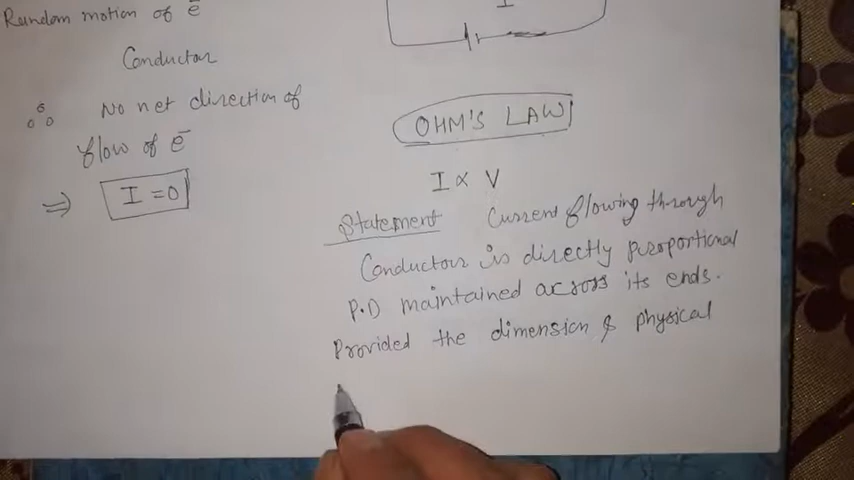 Random motion of e̅
Conductor
∴ No net direction of
flow of e̅
⇒ I = 0
I
OHM'S LAW
I ∝ V
Statement Current flowing through
Conductor is directly proportional
P.D maintained across its ends.
Provided the dimension & physical